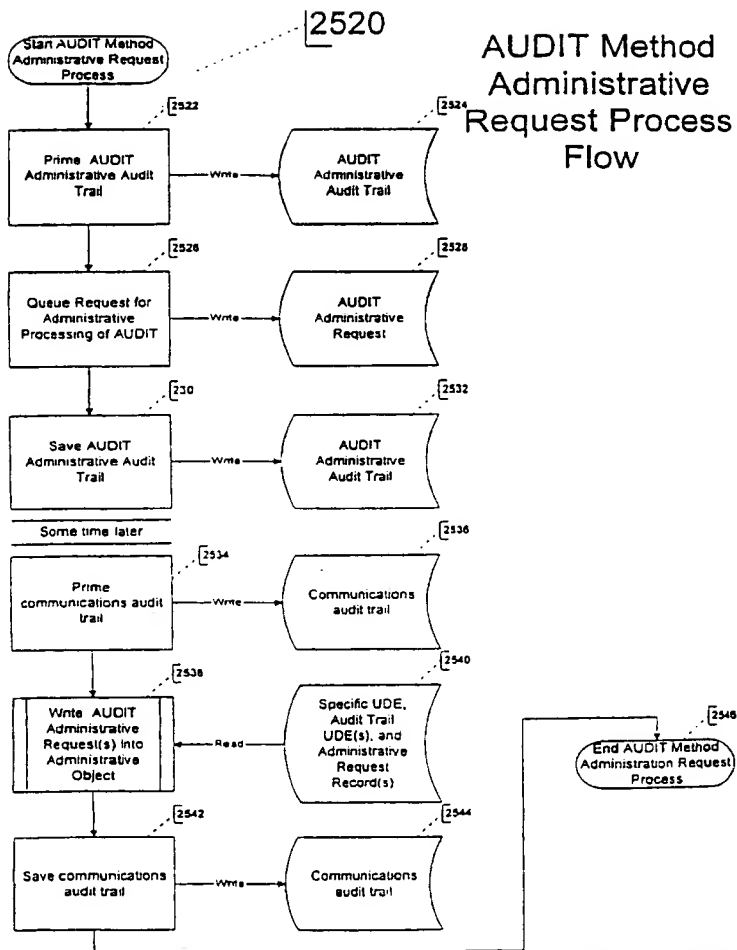 2520
AUDIT Method
Administrative
Request Process
Flow
Start AUDIT Method
Administrative Request
Process
2522
Prime AUDIT
Administrative Audit
Trail
Write
2524
AUDIT
Administrative
Audit Trail
2526
Queue Request for
Administrative
Processing of AUDIT
Write
2528
AUDIT
Administrative
Request
230
Save AUDIT
Administrative Audit
Trail
Write
2532
AUDIT
Administrative
Audit Trail
Some time later
2534
Prime
communications audit
trail
Write
2536
Communications
audit trail
2538
Write AUDIT
Administrative
Request(s) Into
Administrative
Object
Read
2540
Specific UDE,
Audit Trail
UDE(s), and
Administrative
Request
Record(s)
2542
Save communications
audit trail
Write
2544
Communications
audit trail
2546
End AUDIT Method
Administration Request
Process